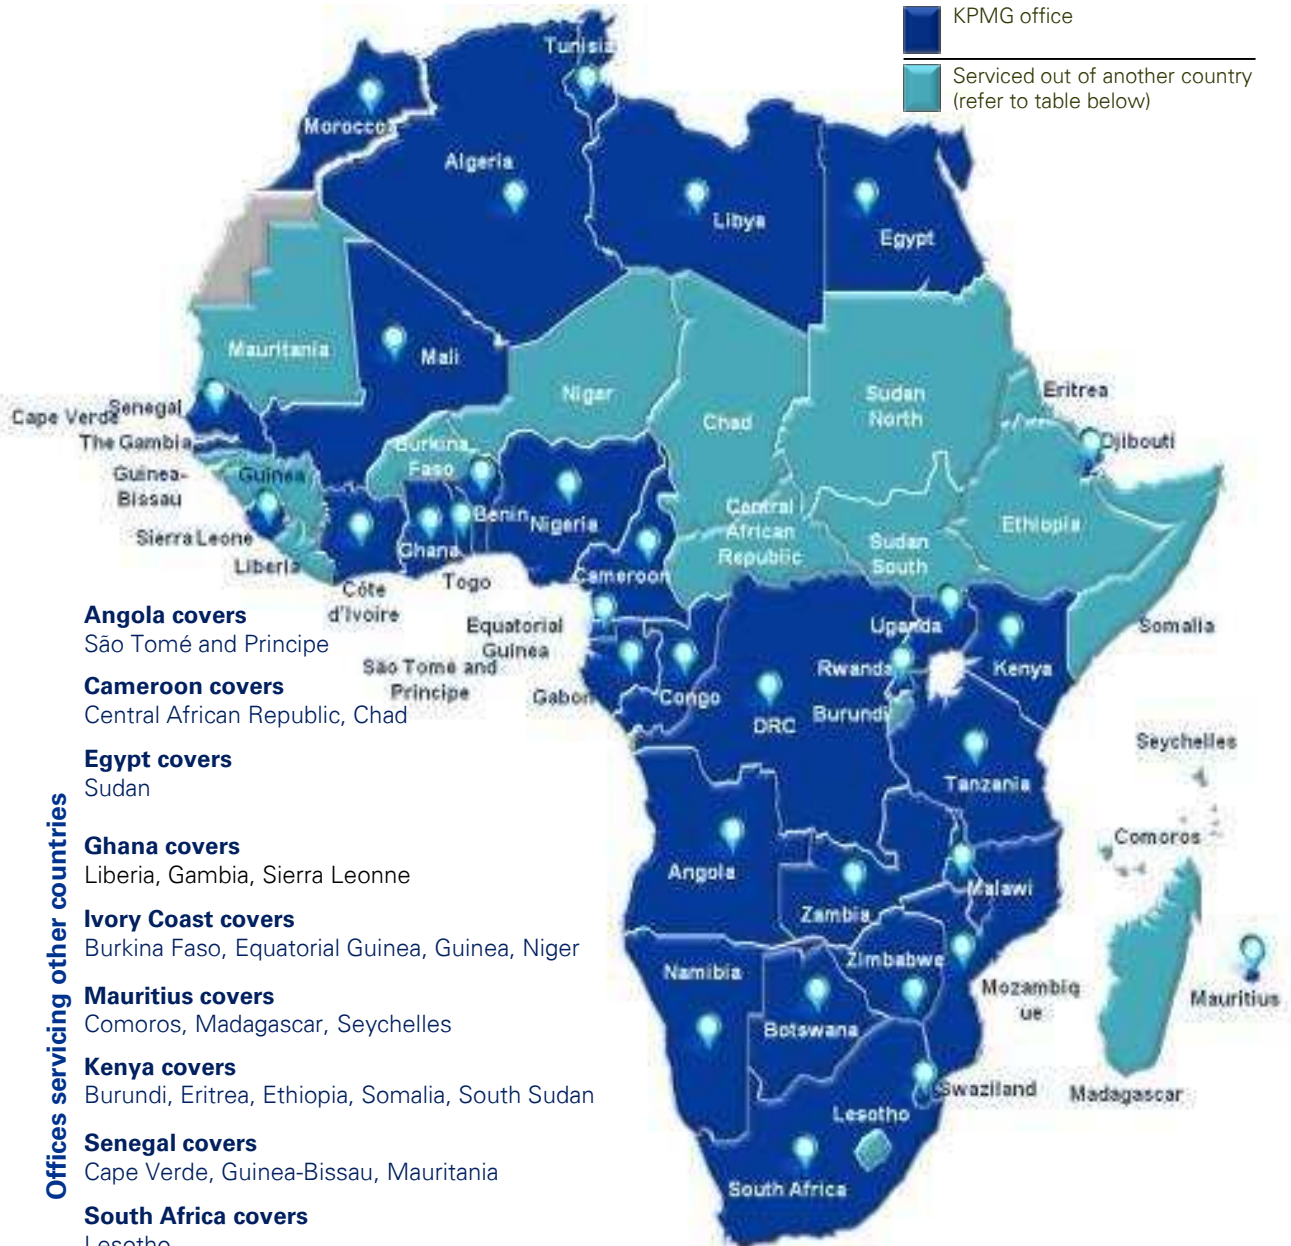 KPMG office
Serviced out of another country
(refer to table below)
Tunisia
Morocco
Algeria
Libya
Egypt
Mauritania
Mali
Niger
Chad
Sudan
North
Eritrea
Senegal
Cape Verde
The Gambia
Djibouti
Burkina
Faso
Guinea
Guinea-
Bissau
Benin
Nigeria
Central
African
Republic
Ethiopia
Sierra Leone
Ghana
Sudan
South
Liberia
Togo
Cameroon
Côte
d'Ivoire
Equatorial
Guinea
Uganda
Somalia
São Tomé and
Principe
Rwanda
Kenya
Gabon
Congo
DRC
Burundi
Seychelles
Tanzania
Comoros
Angola
Malawi
Zambia
Zimbabwe
Namibia
Mozambiq
ue
Mauritius
Botswana
Swaziland
Madagascar
Lesotho
South Africa
Offices servicing other countries
Angola covers
São Tomé and Principe
Cameroon covers
Central African Republic, Chad
Egypt covers
Sudan
Ghana covers
Liberia, Gambia, Sierra Leonne
Ivory Coast covers
Burkina Faso, Equatorial Guinea, Guinea, Niger
Mauritius covers
Comoros, Madagascar, Seychelles
Kenya covers
Burundi, Eritrea, Ethiopia, Somalia, South Sudan
Senegal covers
Cape Verde, Guinea-Bissau, Mauritania
South Africa covers
Lesotho